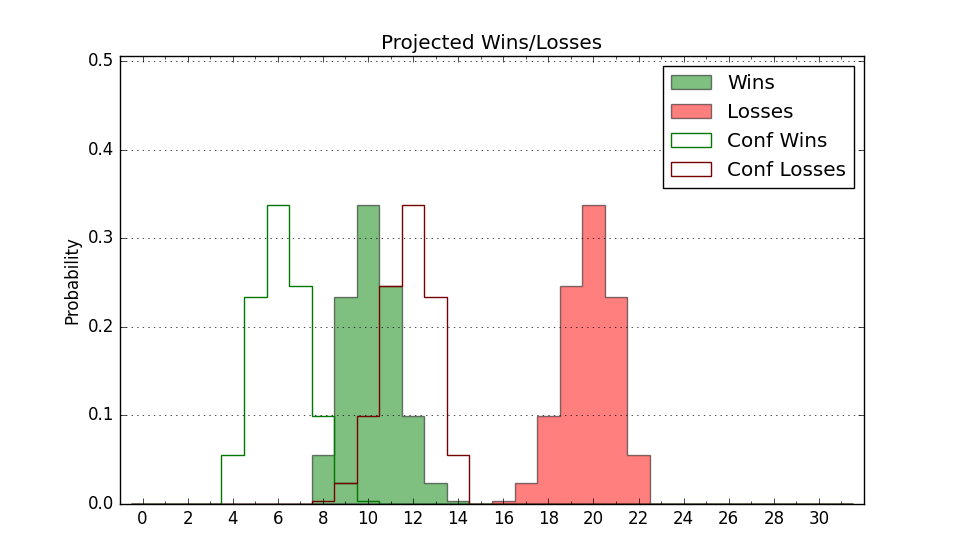 Projected Wins/Losses
0.5
0.4
0.3
0.2
0.1
0.0
Probability
Wins
Losses
Conf Wins
Conf Losses
0 2 4 6 8 10 12 14 16 18 20 22 24 26 28 30